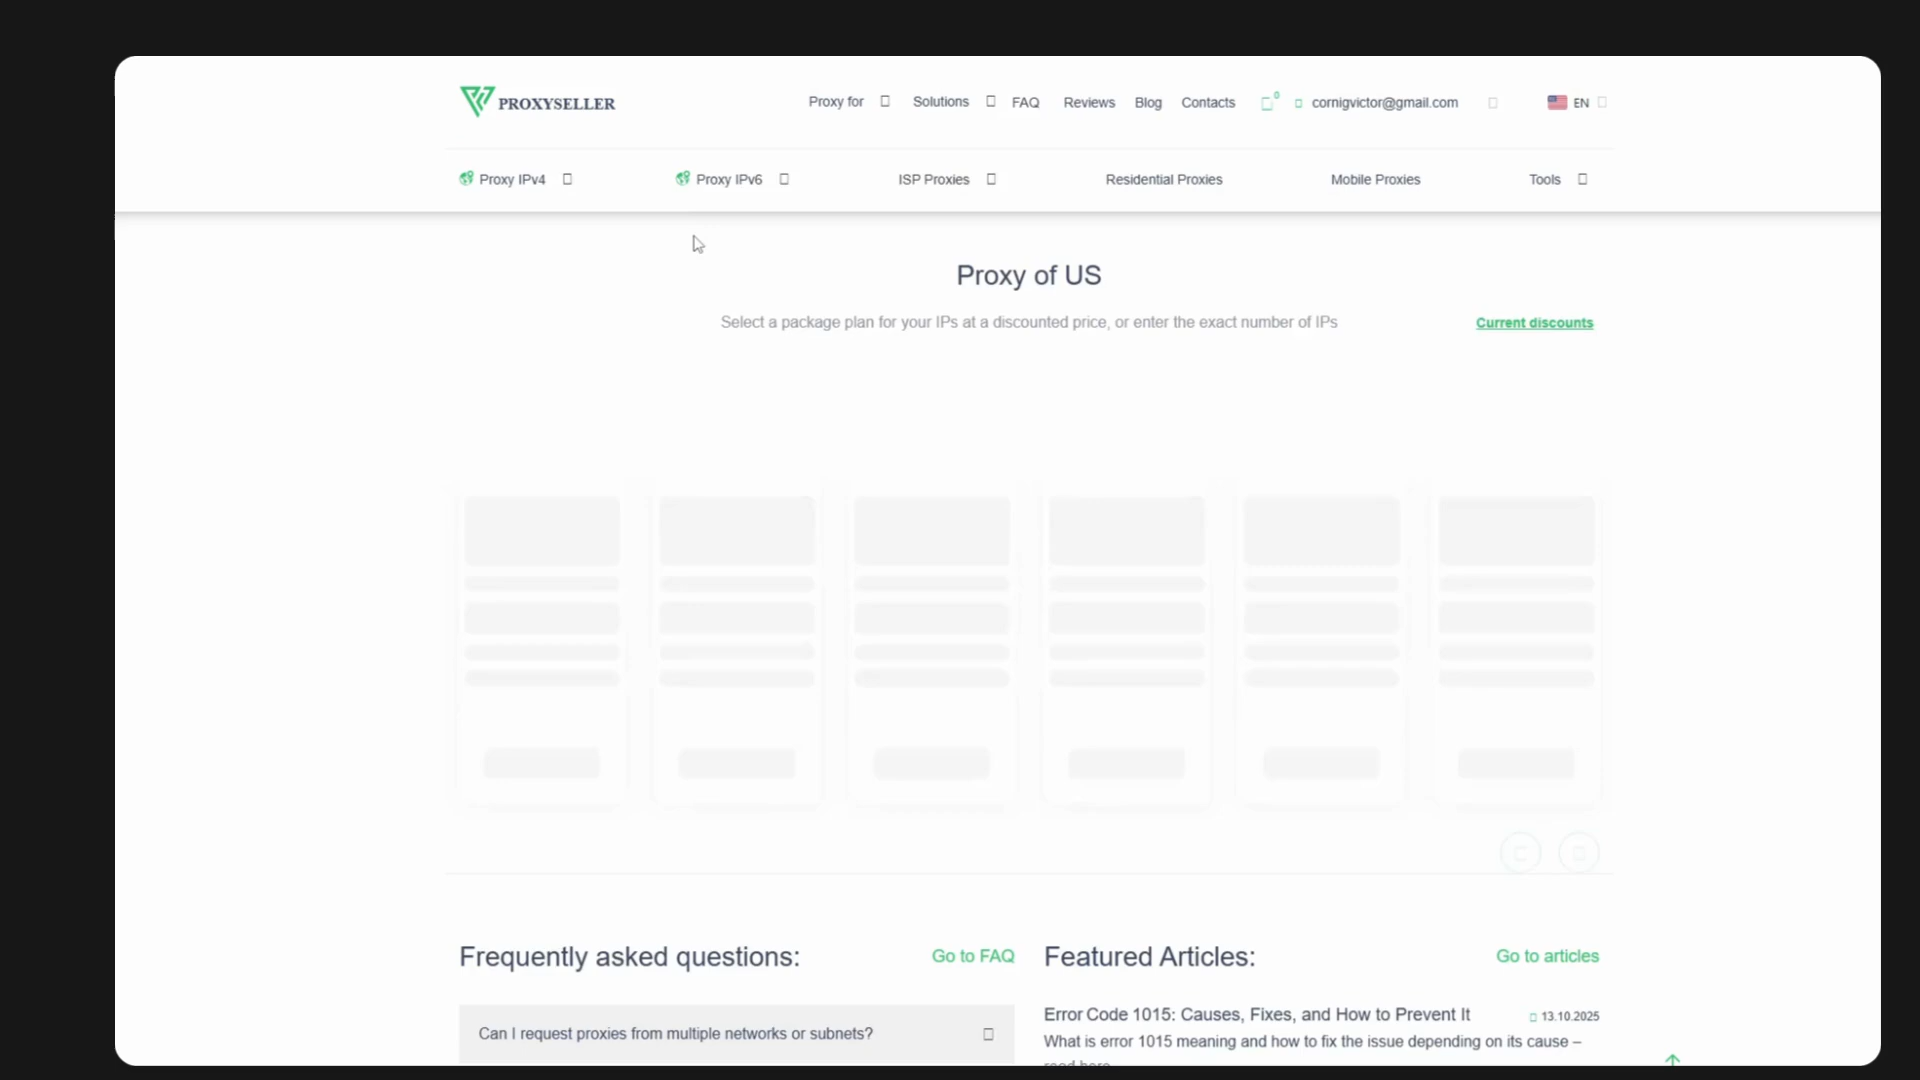 PROXYSELLER
Proxy for
Solutions
FAQ
Reviews
Blog
Contacts
0
cornigvictor@gmail.com
EN
Proxy IPv4
Proxy IPv6
ISP Proxies
Residential Proxies
Mobile Proxies
Tools
Proxy of US
Select a package plan for your IPs at a discounted price, or enter the exact number of IPs
Current discounts
Frequently asked questions:
Go to FAQ
Can I request proxies from multiple networks or subnets?
Featured Articles:
Go to articles
Error Code 1015: Causes, Fixes, and How to Prevent It
13.10.2025
What is error 1015 meaning and how to fix the issue depending on its cause –
read here